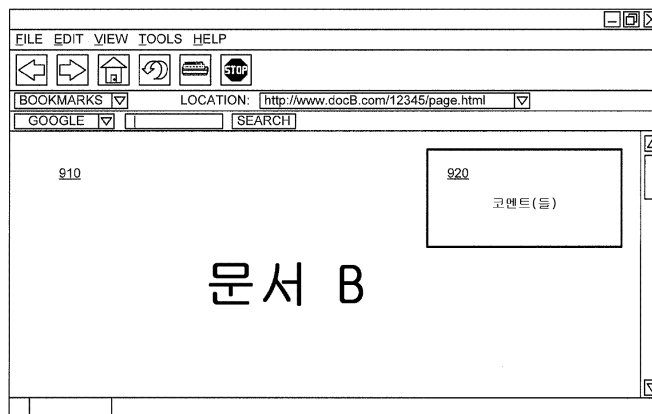 FILE EDIT VIEW TOOLS HELP
STOP
BOOKMARKS LOCATION: http://www.docB.com/12345/page.html
GOOGLE SEARCH
910 920
코멘트(들)
문서 B